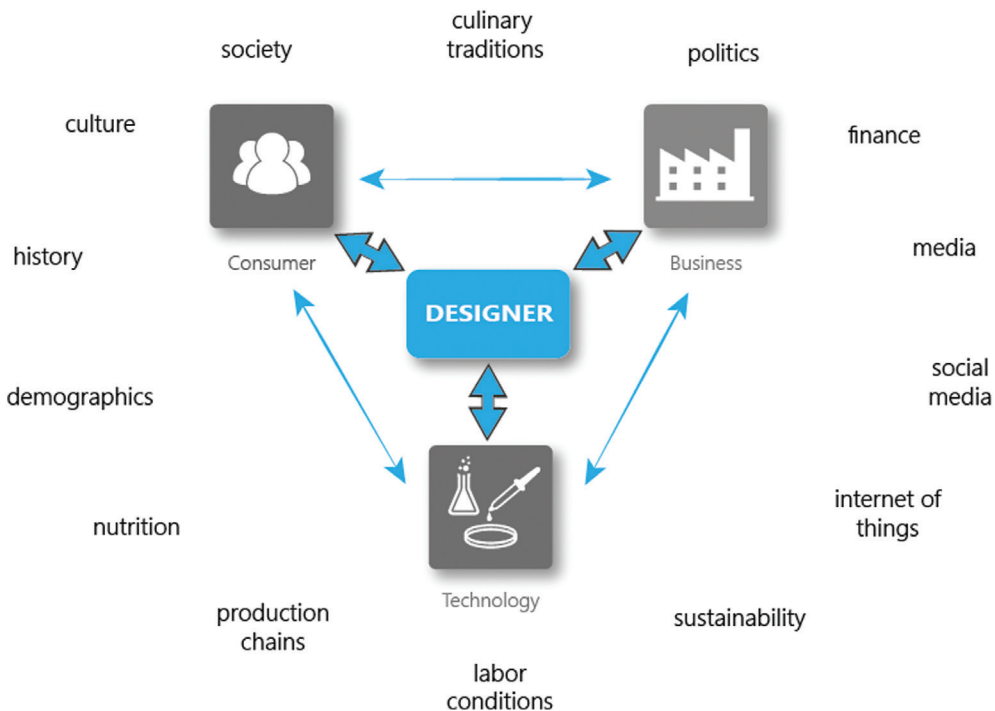 culinary
traditions
society
politics
culture
finance
history
Consumer
Business
media
DESIGNER
demographics
social
media
nutrition
internet of
things
Technology
production
chains
sustainability
labor
conditions